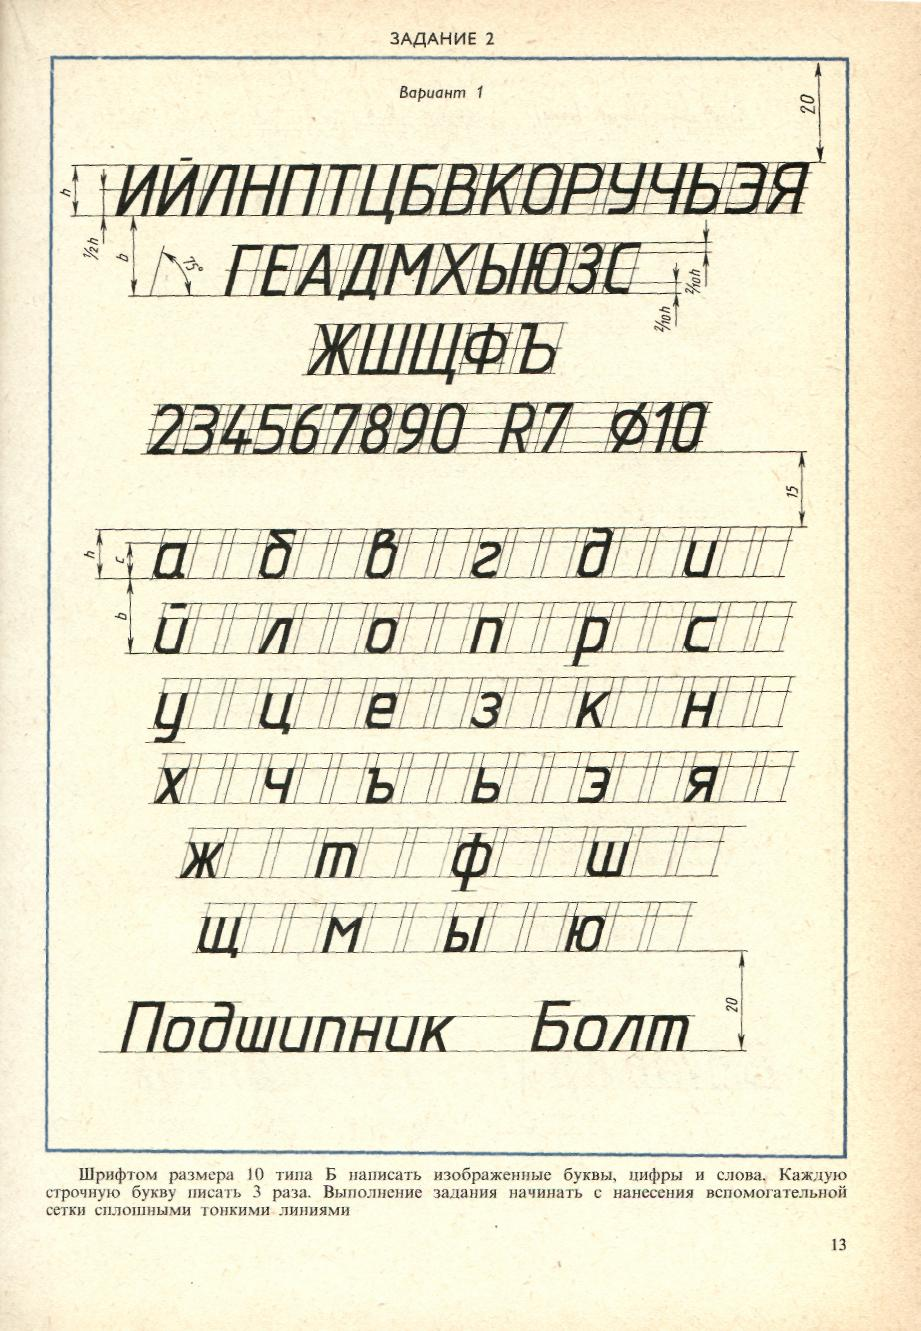 ЗАДАНИЕ 2
Вариант 1
20
h
½h
ИЙЛНПТЦБВКОРУЧЬЭЯ
b
75°
ГЕАДМХЫЮЗС
2/10h
2/10h
ЖШЩФЪ
234567890 R7 Ø10
15
h
c
а б в г д и
b
й л о п р с
у ц е з к н
х ч ъ ь э я
ж т ф ш
щ м ы ю
20
Подшипник Болт
Шрифтом размера 10 типа Б написать изображенные буквы, цифры и слова. Каждую
строчную букву писать 3 раза. Выполнение задания начинать с нанесения вспомогательной
сетки сплошными тонкими линиями
13